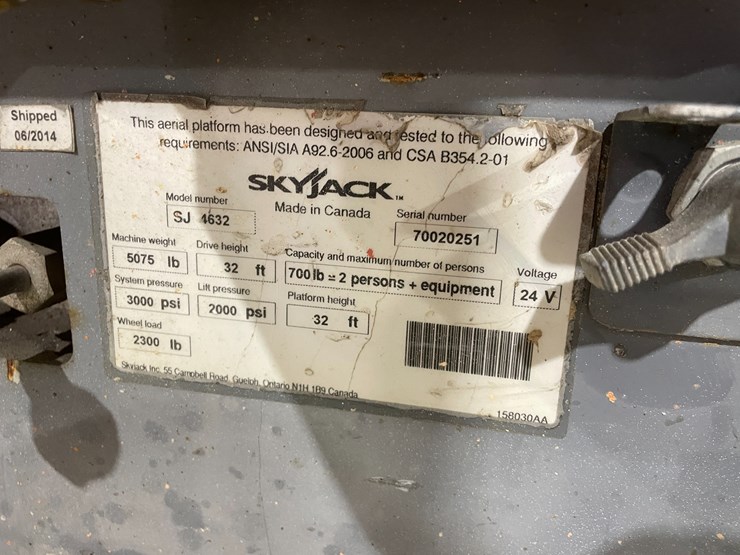 Shipped
06/2014
This aerial platform has been designed and tested to the following
requirements: ANSI/SIA A92.6-2006 and CSA B354.2-01
SKYJACK TM
Made in Canada
Model number
SJ 4632
Serial number
70020251
Machine weight
5075 lb
Drive height
32 ft
Capacity and maximum number of persons
700 lb = 2 persons + equipment
Voltage
24 V
System pressure
3000 psi
Lift pressure
2000 psi
Platform height
32 ft
Wheel load
2300 lb
Skyjack Inc. 55 Campbell Road, Guelph, Ontario N1H 1B9 Canada
158030AA